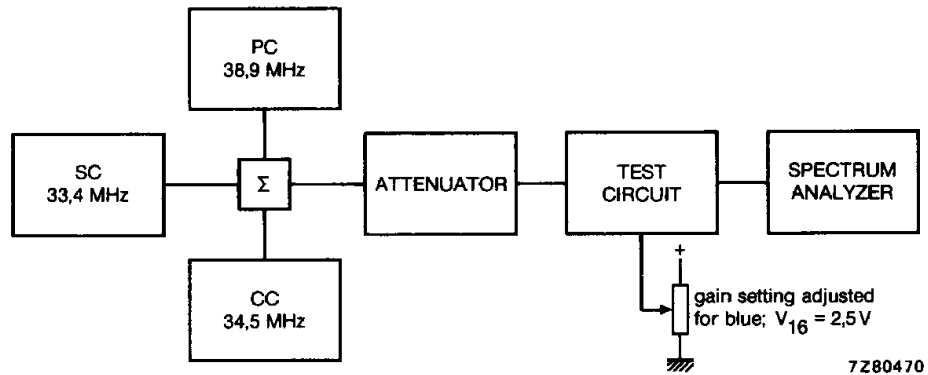 PC
38,9 MHz
SC
33,4 MHz
Σ
ATTENUATOR
TEST
CIRCUIT
SPECTRUM
ANALYZER
CC
34,5 MHz
+
gain setting adjusted
for blue; V16 = 2,5 V
7Z80470